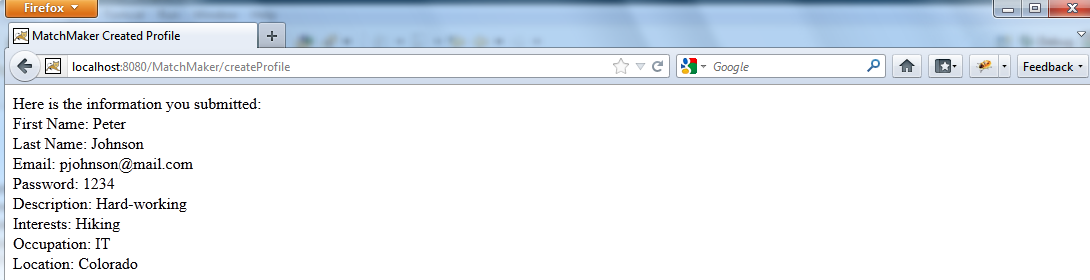 Firefox
MatchMaker Created Profile
localhost:8080/MatchMaker/createProfile
Google
Feedback
Here is the information you submitted:
First Name: Peter
Last Name: Johnson
Email: pjohnson@mail.com
Password: 1234
Description: Hard-working
Interests: Hiking
Occupation: IT
Location: Colorado